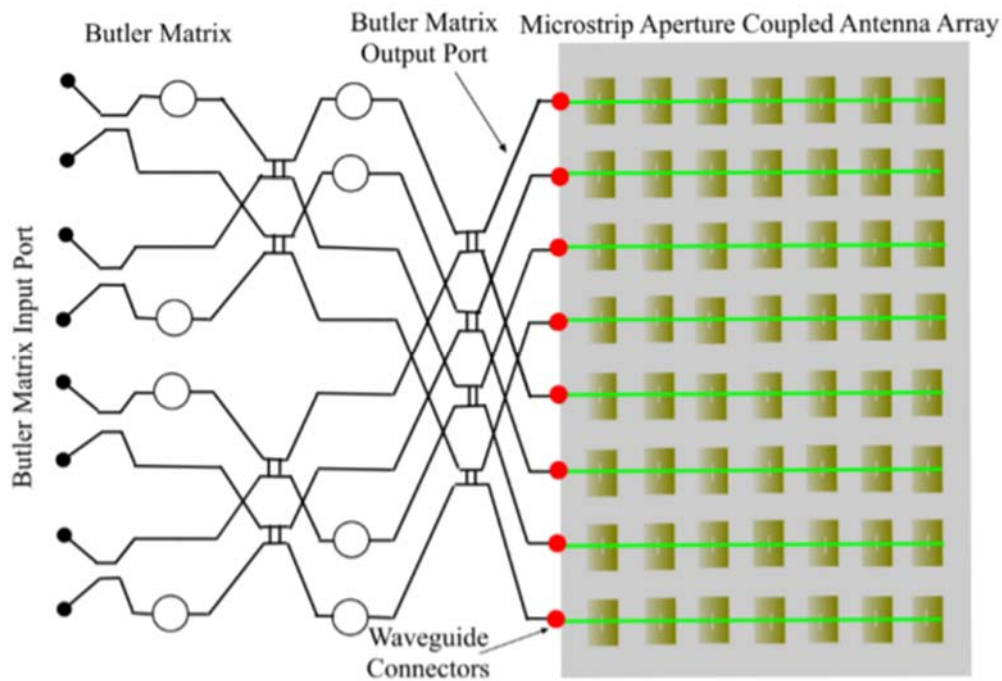 Butler Matrix
Butler Matrix
Output Port
Microstrip Aperture Coupled Antenna Array
Butler Matrix Input Port
Waveguide
Connectors